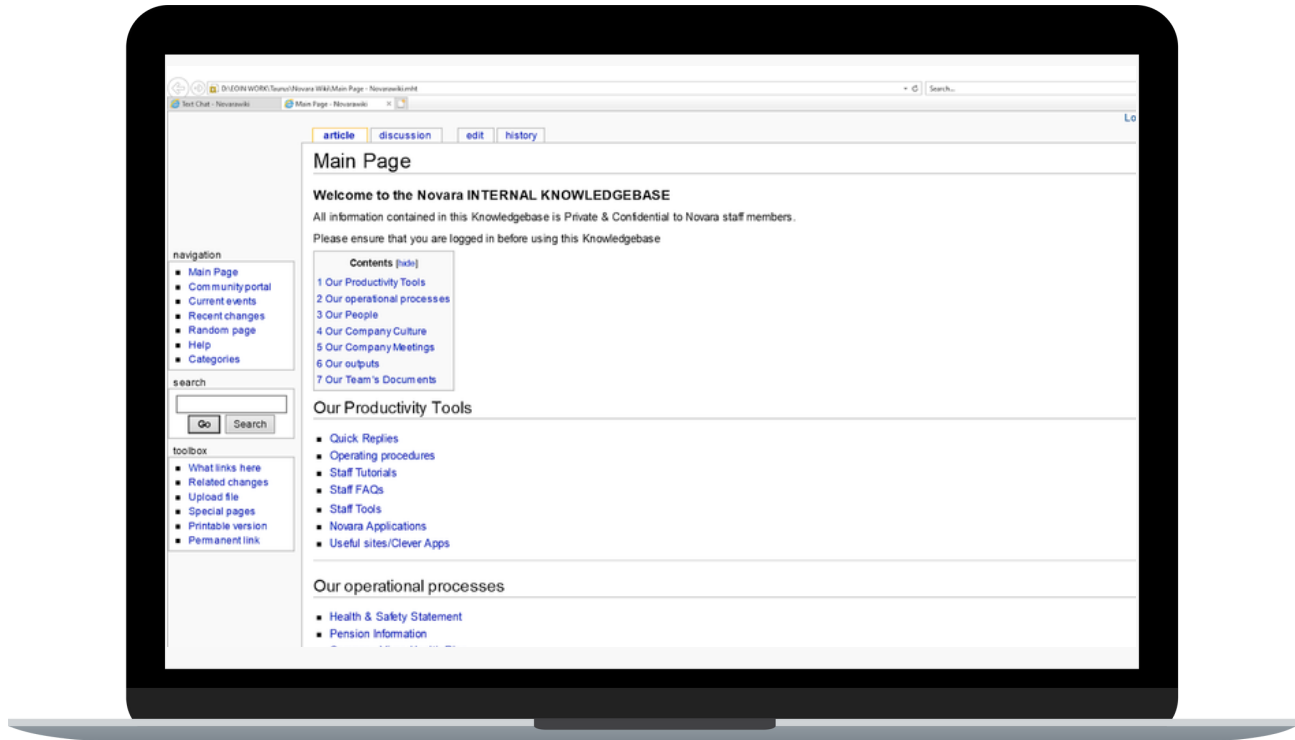 D:\EOIN WORK\Taurus\Novara Wiki\Main Page - Novarawiki.mht
Search...
Text Chat - Novarawiki
Main Page - Novarawiki
Lo
article
discussion
edit
history
Main Page
Welcome to the Novara INTERNAL KNOWLEDGEBASE
All information contained in this Knowledgebase is Private & Confidential to Novara staff members.
Please ensure that you are logged in before using this Knowledgebase
navigation
Main Page
Community portal
Current events
Recent changes
Random page
Help
Categories
search
Go
Search
toolbox
What links here
Related changes
Upload file
Special pages
Printable version
Permanent link
Contents [hide]
1 Our Productivity Tools
2 Our operational processes
3 Our People
4 Our Company Culture
5 Our Company Meetings
6 Our outputs
7 Our Team's Documents
Our Productivity Tools
Quick Replies
Operating procedures
Staff Tutorials
Staff FAQs
Staff Tools
Novara Applications
Useful sites/Clever Apps
Our operational processes
Health & Safety Statement
Pension Information